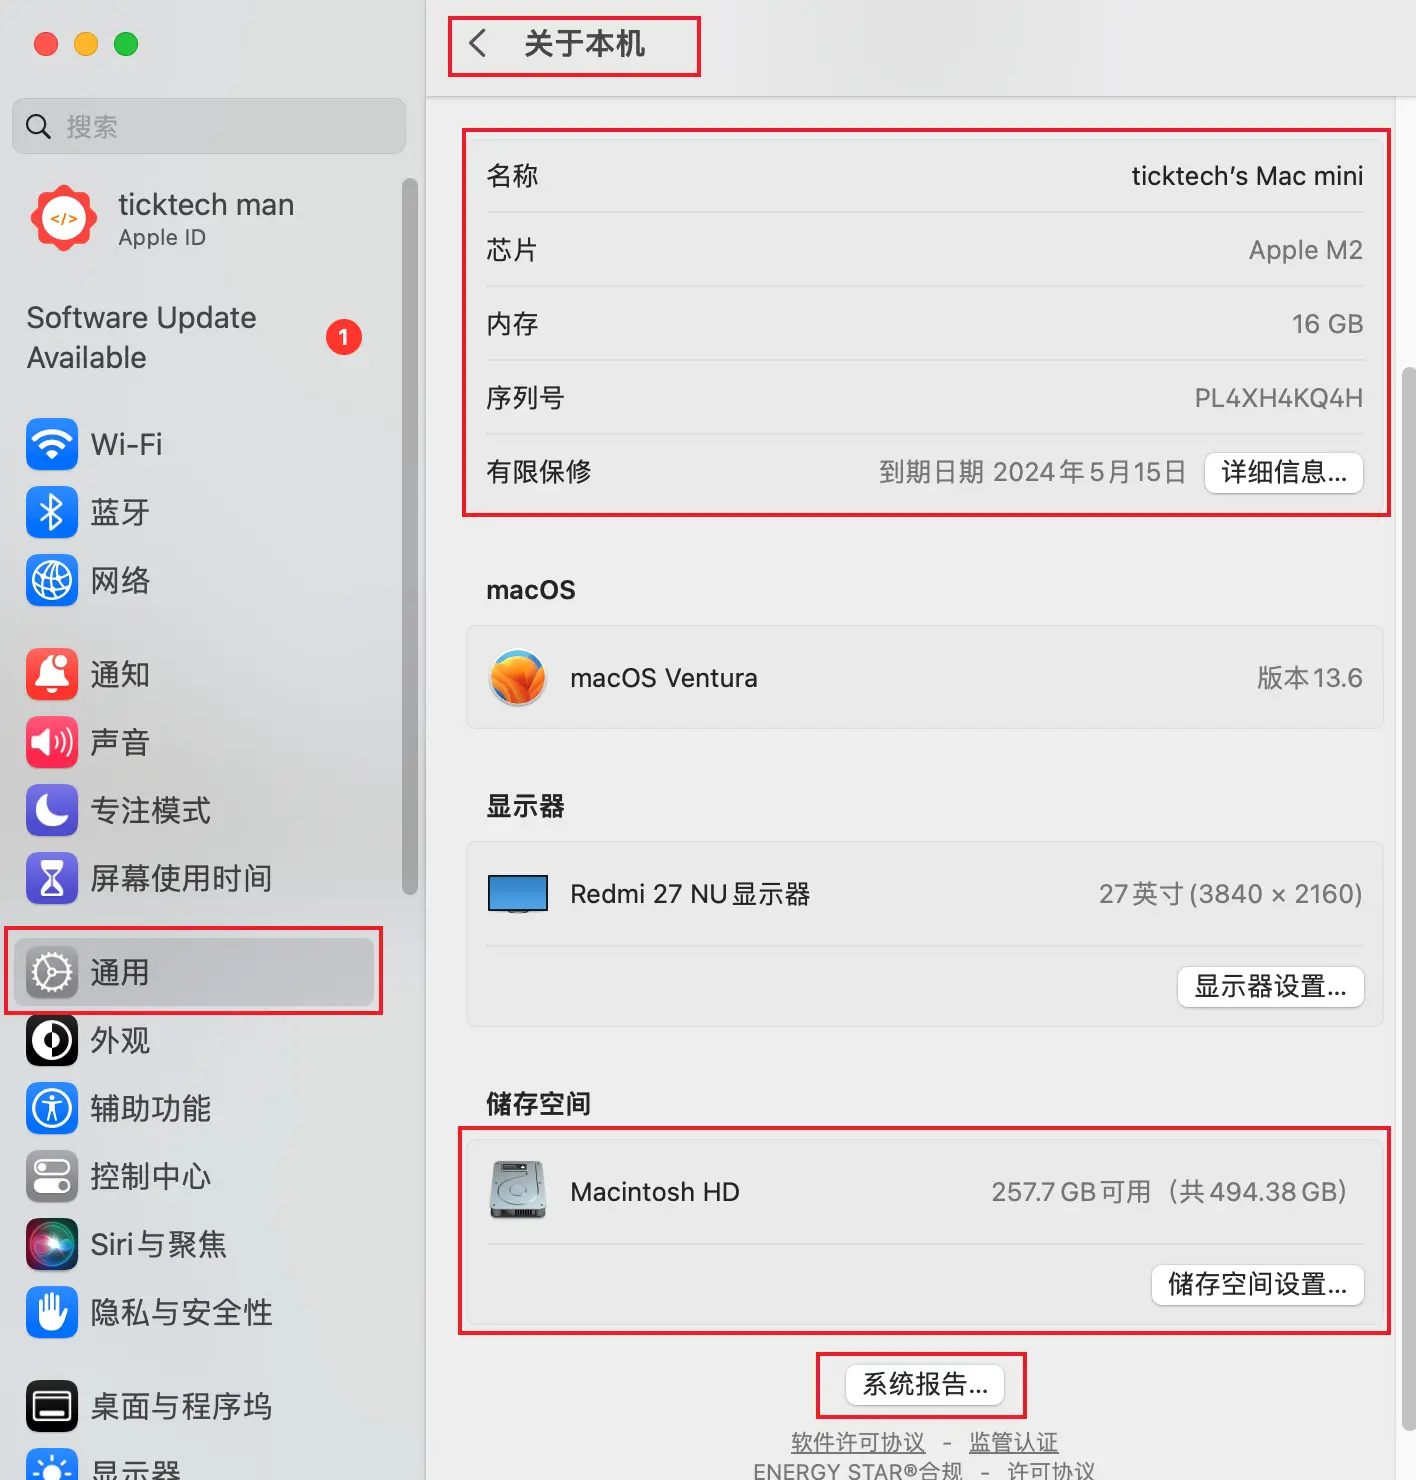 搜索
ticktech man
Apple ID
Software Update
Available
1
Wi-Fi
蓝牙
网络
通知
声音
专注模式
屏幕使用时间
通用
外观
辅助功能
控制中心
Siri与聚焦
隐私与安全性
桌面与程序坞
显示器
关于本机
名称 ticktech’s Mac mini
芯片 Apple M2
内存 16 GB
序列号 PL4XH4KQ4H
有限保修 到期日期 2024年5月15日 详细信息...
macOS
macOS Ventura 版本13.6
显示器
Redmi 27 NU显示器 27英寸(3840 × 2160)
显示器设置...
储存空间
Macintosh HD 257.7 GB可用（共494.38 GB）
储存空间设置...
系统报告...
软件许可协议 - 监管认证
ENERGY STAR®合规 - 许可协议